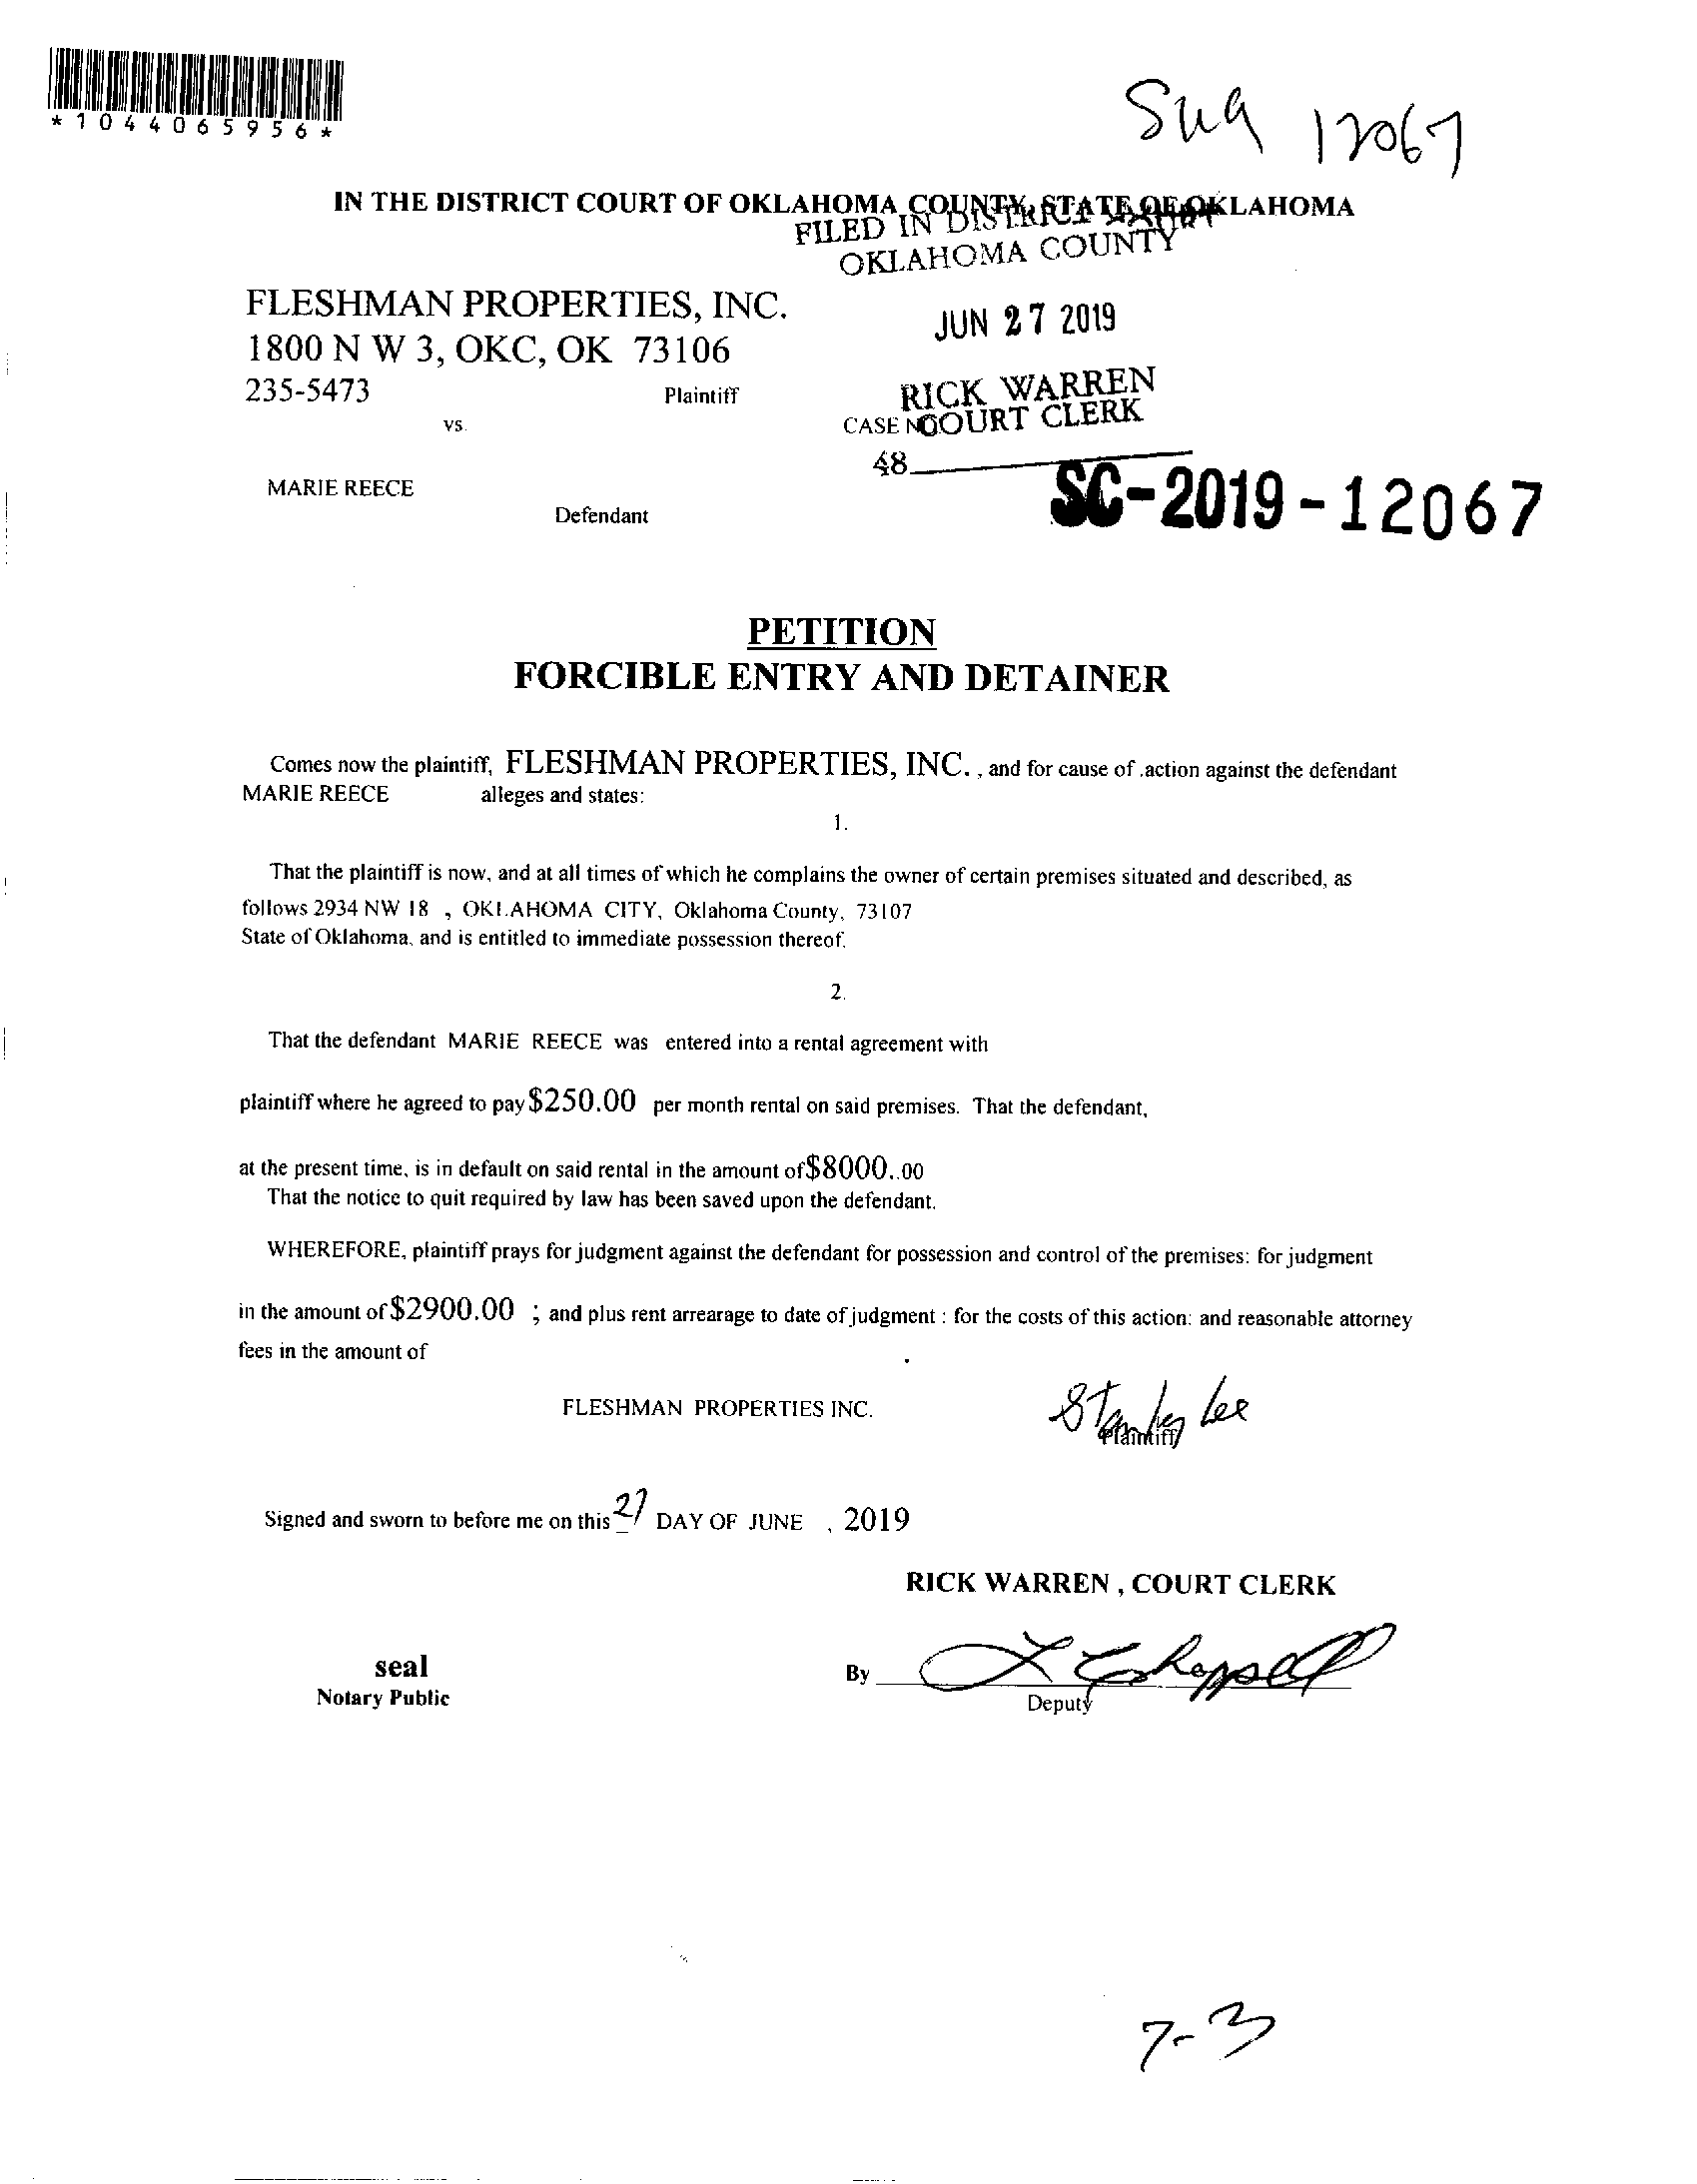 *1044065956*
12067
IN THE DISTRICT COURT OF OKLAHOMA COUNTY, STATE OF OKLAHOMA
FILED IN DISTRICT COURT
OKLAHOMA COUNTY
FLESHMAN PROPERTIES, INC.
JUN 27 2019
1800 N W 3, OKC, OK 73106
235-5473 Plaintiff
RICK WARREN
vs.
CASE NO. COURT CLERK
48
MARIE REECE
SC-2019-12067
Defendant
PETITION
FORCIBLE ENTRY AND DETAINER
Comes now the plaintiff, FLESHMAN PROPERTIES, INC. , and for cause of .action against the defendant
MARIE REECE alleges and states:
1.
That the plaintiff is now, and at all times of which he complains the owner of certain premises situated and described, as
follows 2934 NW 18 , OKLAHOMA CITY, Oklahoma County, 73107
State of Oklahoma, and is entitled to immediate possession thereof.
2.
That the defendant MARIE REECE was entered into a rental agreement with
plaintiff where he agreed to pay $250.00 per month rental on said premises. That the defendant,
at the present time, is in default on said rental in the amount of $8000..00
That the notice to quit required by law has been saved upon the defendant.
WHEREFORE, plaintiff prays for judgment against the defendant for possession and control of the premises: for judgment
in the amount of $2900.00 ; and plus rent arrearage to date of judgment : for the costs of this action: and reasonable attorney
fees in the amount of .
FLESHMAN PROPERTIES INC. Stanley Lee
Plaintiff
Signed and sworn to before me on this 27 DAY OF JUNE , 2019
RICK WARREN , COURT CLERK
seal
By
Notary Public
Deputy
7-3